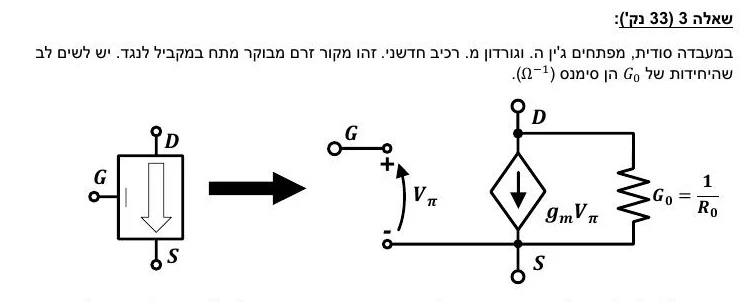 שאלה 3 (33 נק'):
במעבדה סודית, מפתחים ג'ין ה. וגורדון מ. רכיב חדשני. זהו מקור זרם מבוקר מתח במקביל לנגד. יש לשים לב
שהיחידות של G₀ הן סימנס (Ω⁻¹).
D
G
S
G
+
Vπ
-
D
gmVπ
S
G₀ = 1/R₀